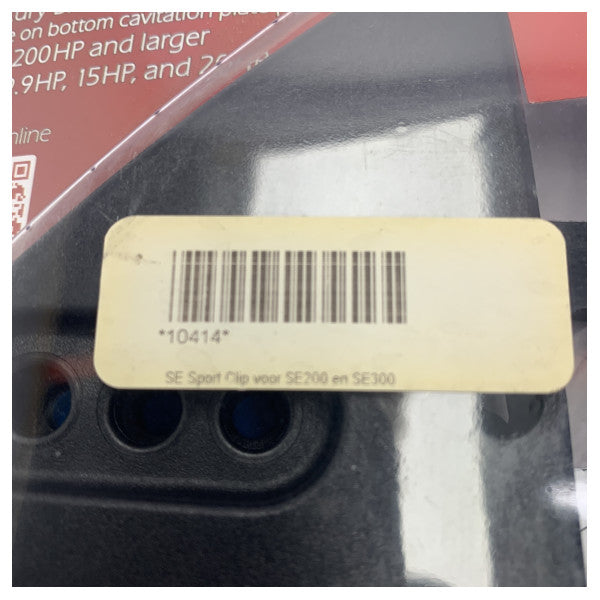 on bottom cavitation plate
200HP and larger
.9HP, 15HP, and 25
nline
*10414*
SE Sport Clip voor SE200 en SE300